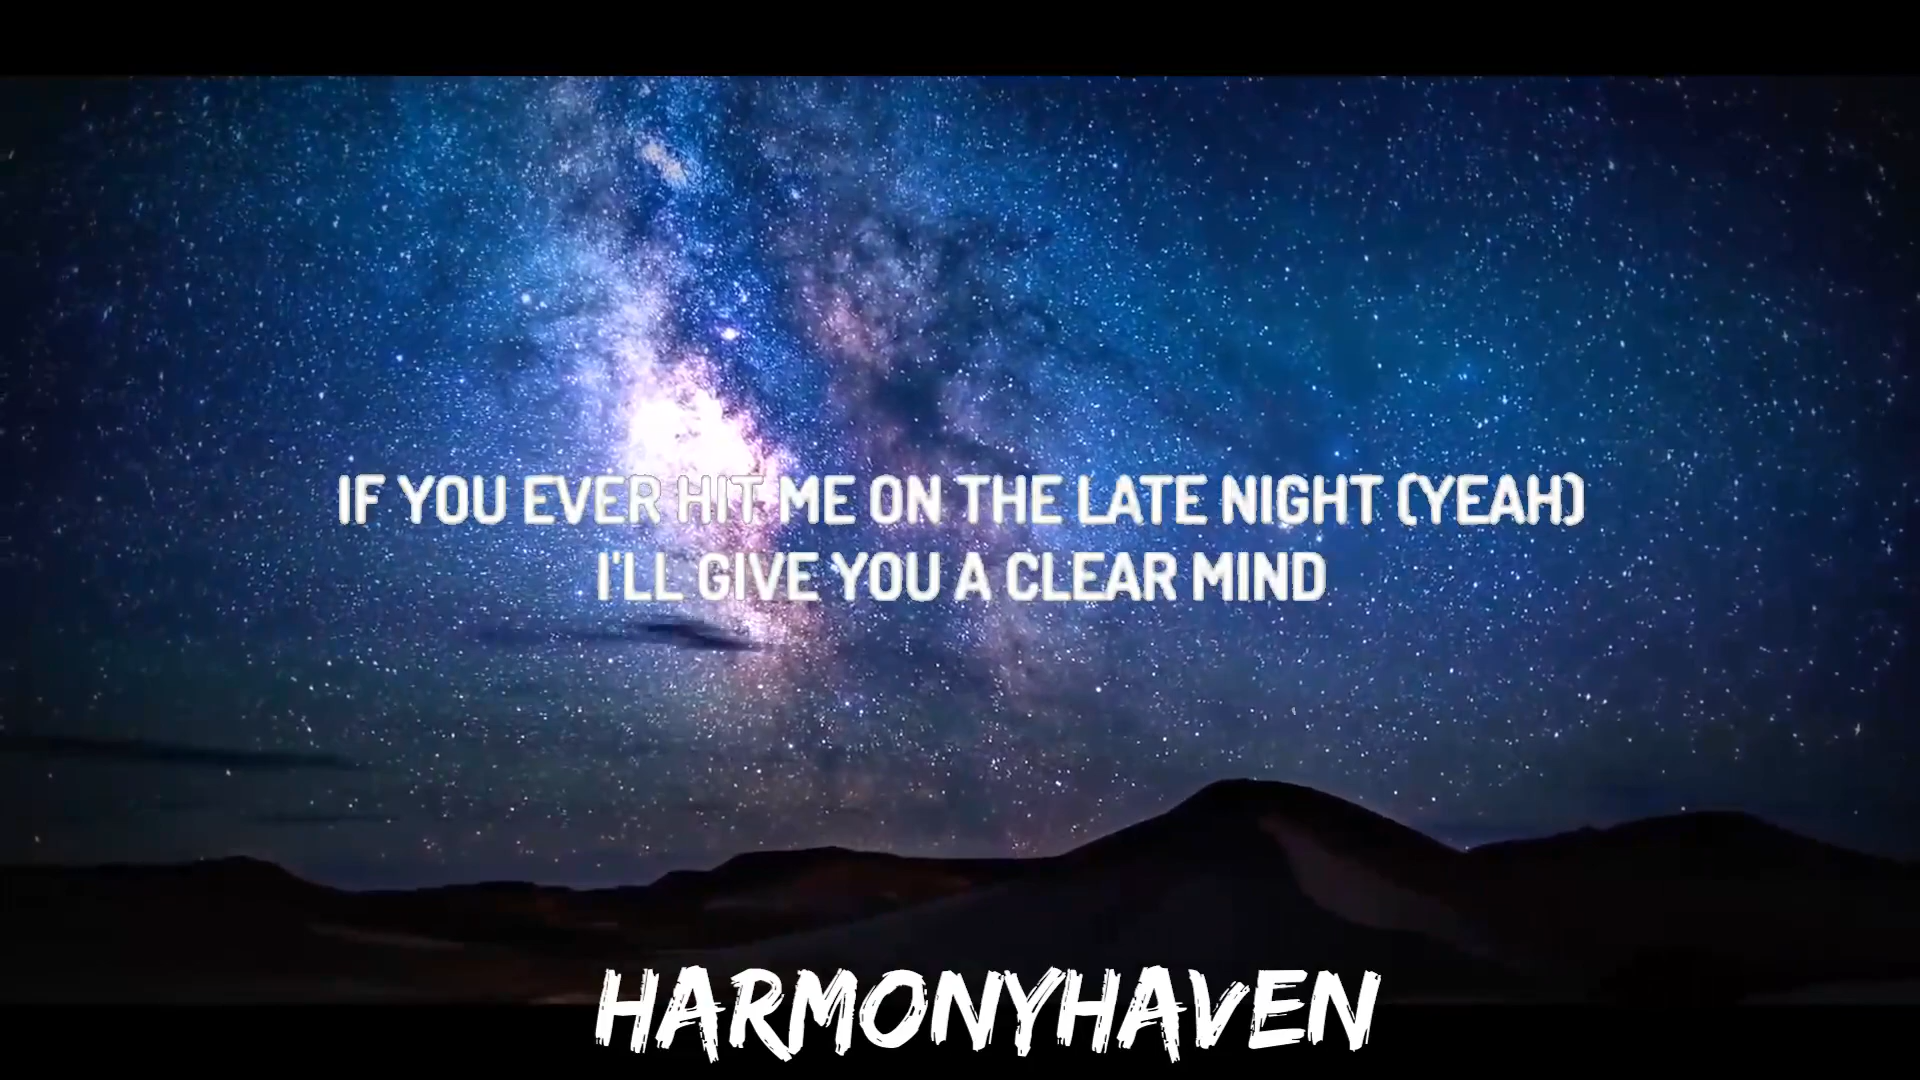 IF YOU EVER HIT ME ON THE LATE NIGHT (YEAH)
I'LL GIVE YOU A CLEAR MIND
HARMONYHAVEN